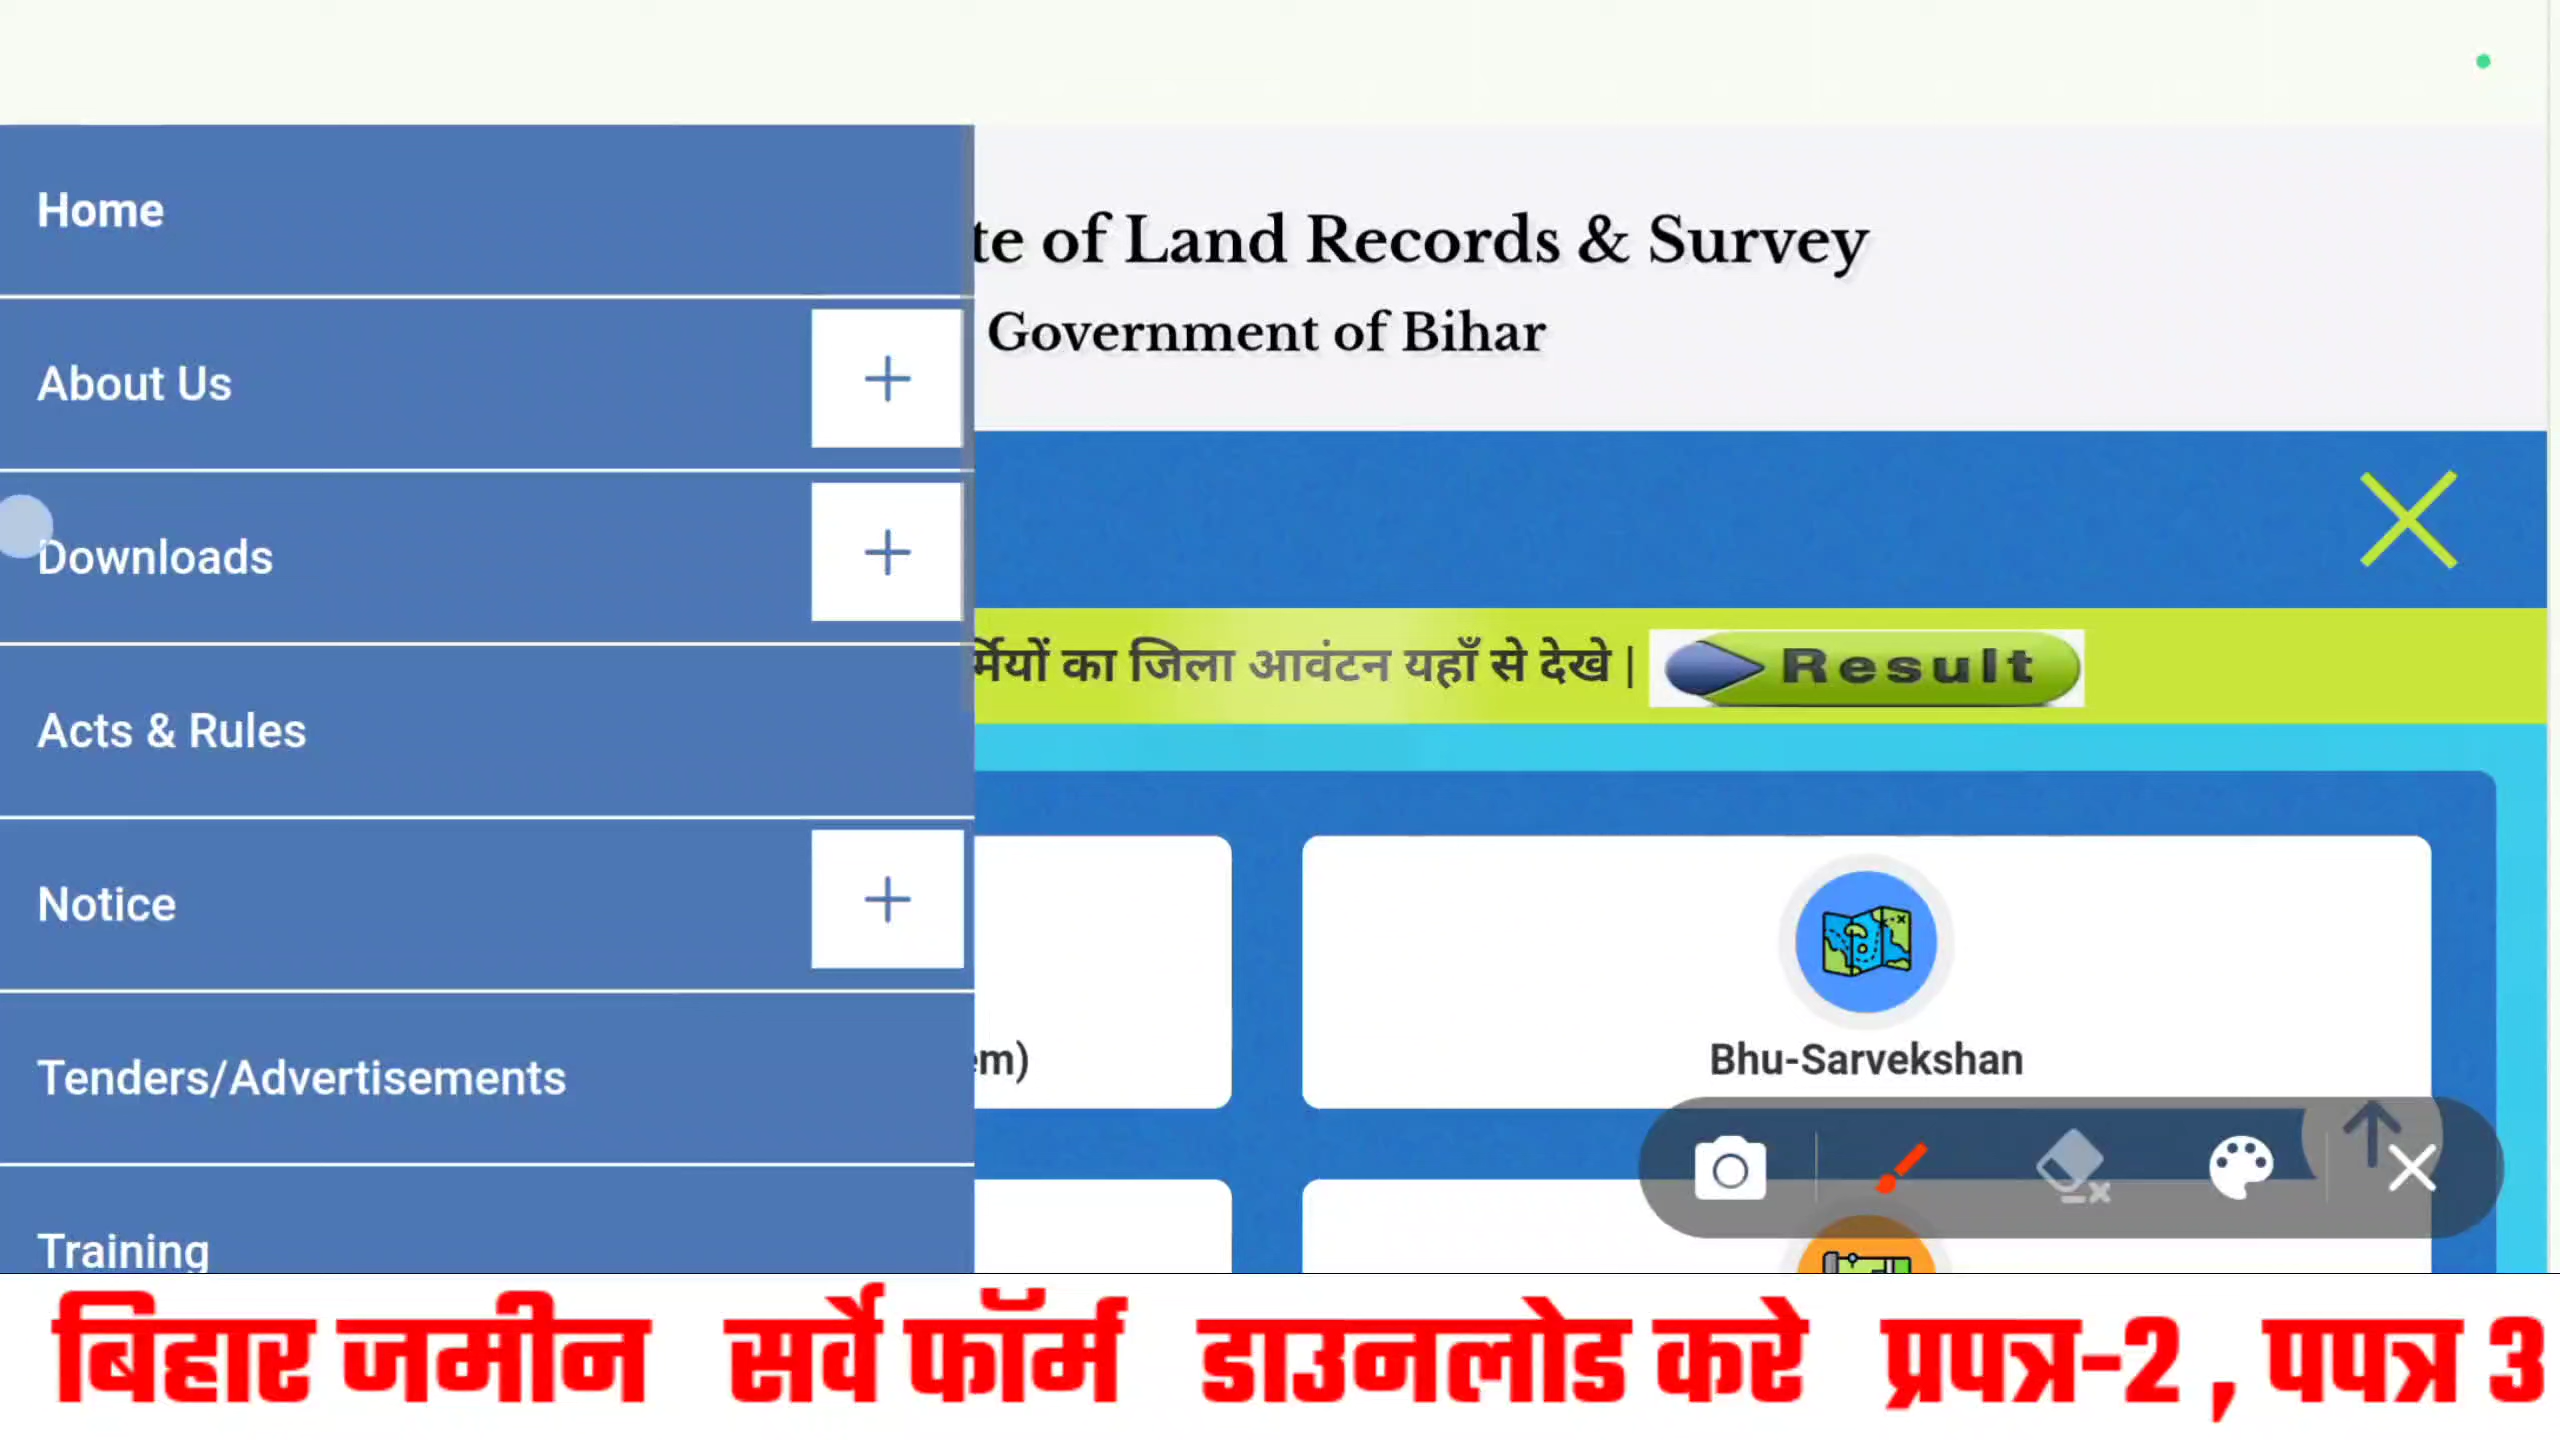 Home
About Us
Downloads
Acts & Rules
Notice
Tenders/Advertisements
Training
te of Land Records & Survey
Government of Bihar
र्मियों का जिला आवंटन यहाँ से देखे | Result
em)
Bhu-Sarvekshan
बिहार जमीन सर्वे फॉर्म डाउनलोड करे प्रपत्र-2 , पपत्र 3